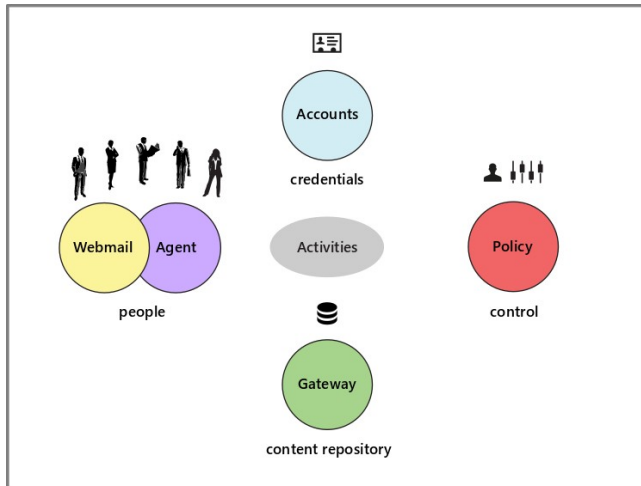 Accounts
credentials
Webmail
Agent
Activities
Policy
people
control
Gateway
content repository